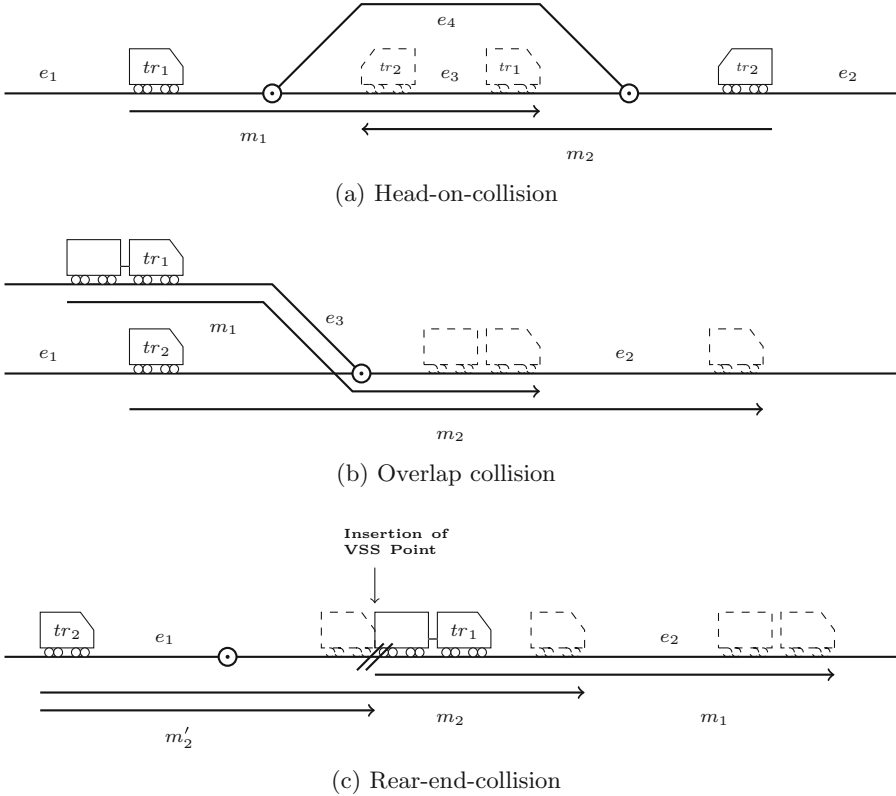 e₄
e₁ tr₁ tr₂ e₃ tr₁ tr₂ e₂
m₁ m₂
(a) Head-on-collision
tr₁
m₁ e₃
e₁ tr₂ e₂
m₂
(b) Overlap collision
Insertion of
VSS Point
tr₂ e₁ tr₁ e₂
m′₂ m₂ m₁
(c) Rear-end-collision